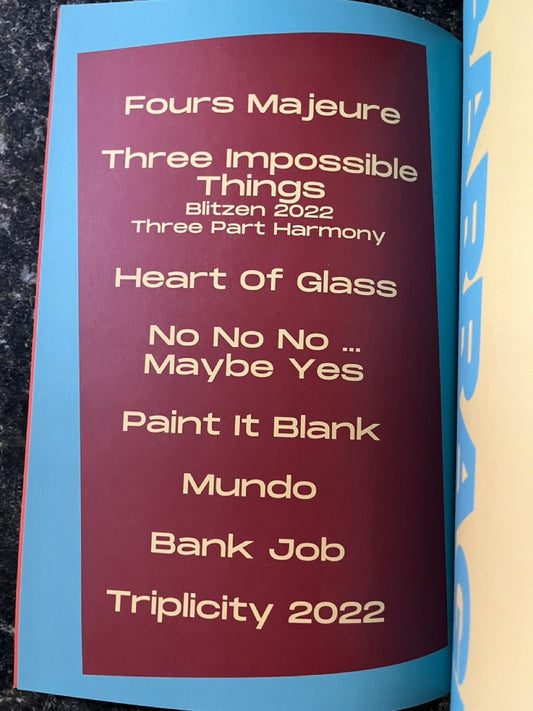 Fours Majeure
Three Impossible
Things
Blitzen 2022
Three Part Harmony
Heart Of Glass
No No No ...
Maybe Yes
Paint It Blank
Mundo
Bank Job
Triplicity 2022